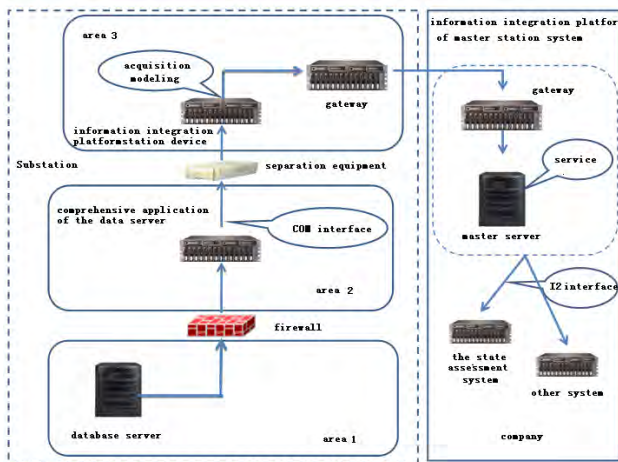 area 3
acquisition
modeling
gateway
information integration
platformstation device
Substation
separation equipment
comprehensive application
of the data server
COM interface
area 2
firewall
database server
area 1
information integration platform
of master station system
gateway
service
master server
I2 interface
the state
assessment
system
other system
company